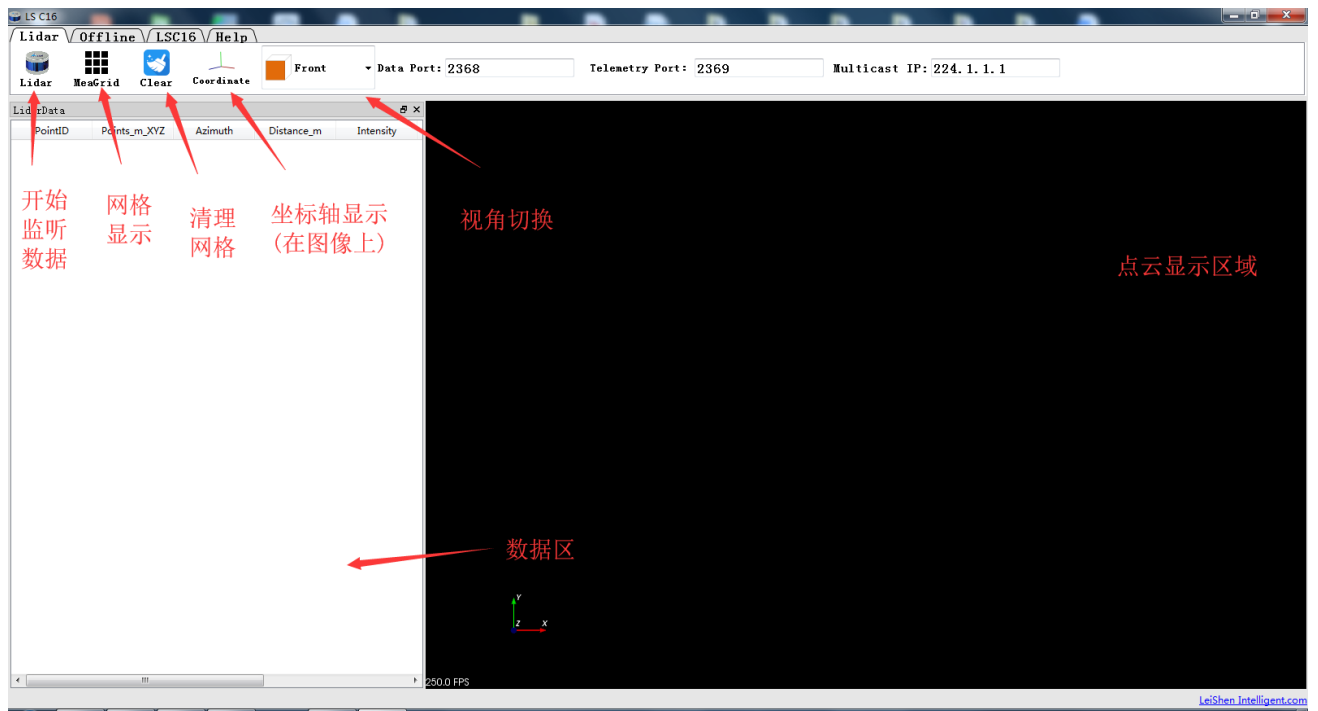 LS C16
Lidar Offline LSC16 Help
Lidar MeaGrid Clear Coordinate Front Data Port: 2368 Telemetry Port: 2369 Multicast IP: 224.1.1.1
LidarData
PointID Points_m_XYZ Azimuth Distance_m Intensity
开始
监听
数据
网格
显示
清理
网格
坐标轴显示
(在图像上)
视角切换
点云显示区域
数据区
Y
Z X
250.0 FPS
LeiShen Intelligent.com